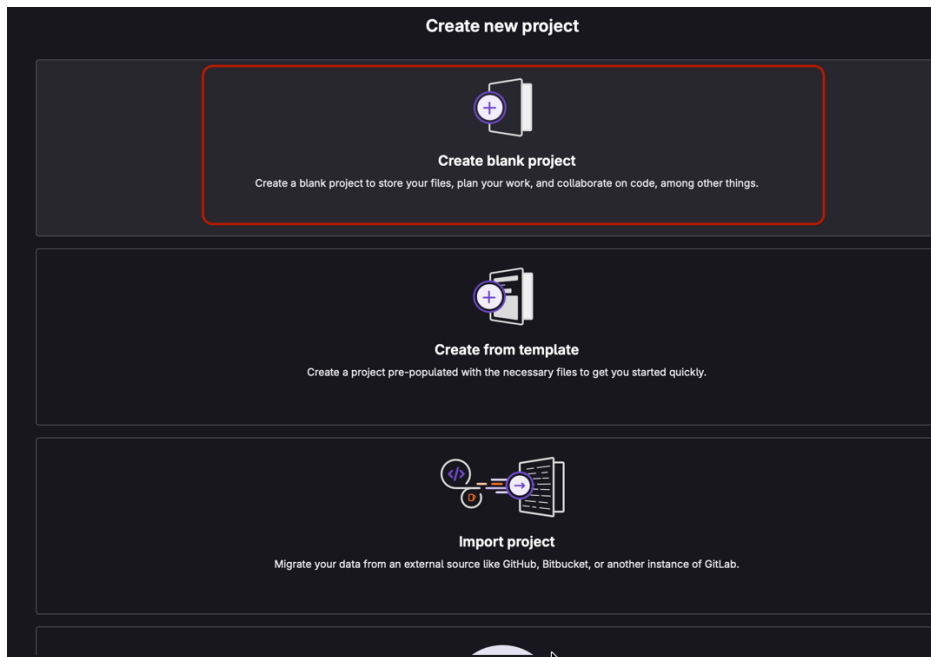 Create new project
Create blank project
Create a blank project to store your files, plan your work, and collaborate on code, among other things.
Create from template
Create a project pre-populated with the necessary files to get you started quickly.
Import project
Migrate your data from an external source like GitHub, Bitbucket, or another instance of GitLab.